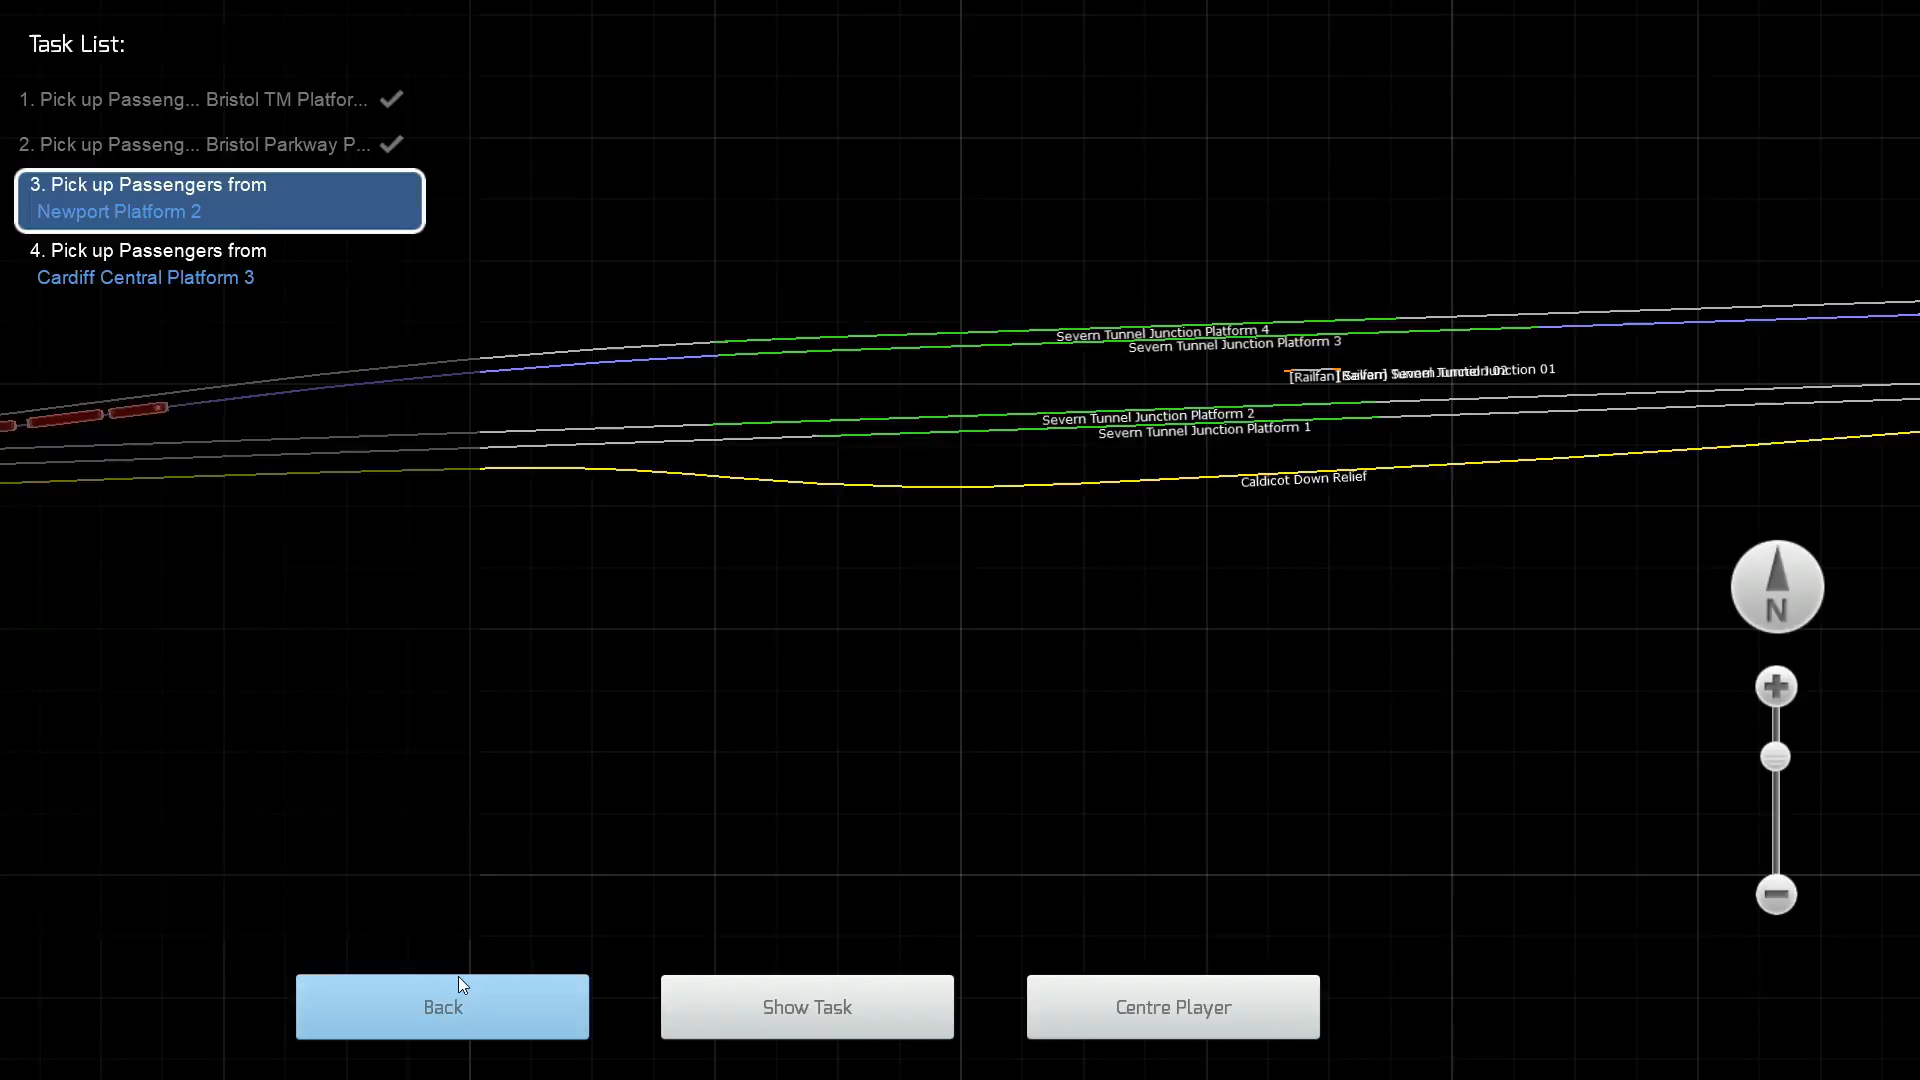 Task List:
1. Pick up Passeng... Bristol TM Platfor...
2. Pick up Passeng... Bristol Parkway P...
3. Pick up Passengers from
Newport Platform 2
4. Pick up Passengers from
Cardiff Central Platform 3
Severn Tunnel Junction Platform 4
Severn Tunnel Junction Platform 3
[Railfan]
Junction 01
Severn Tunnel Junction Platform 2
Severn Tunnel Junction Platform 1
Caldicot Down Relief
N
Back
Show Task
Centre Player